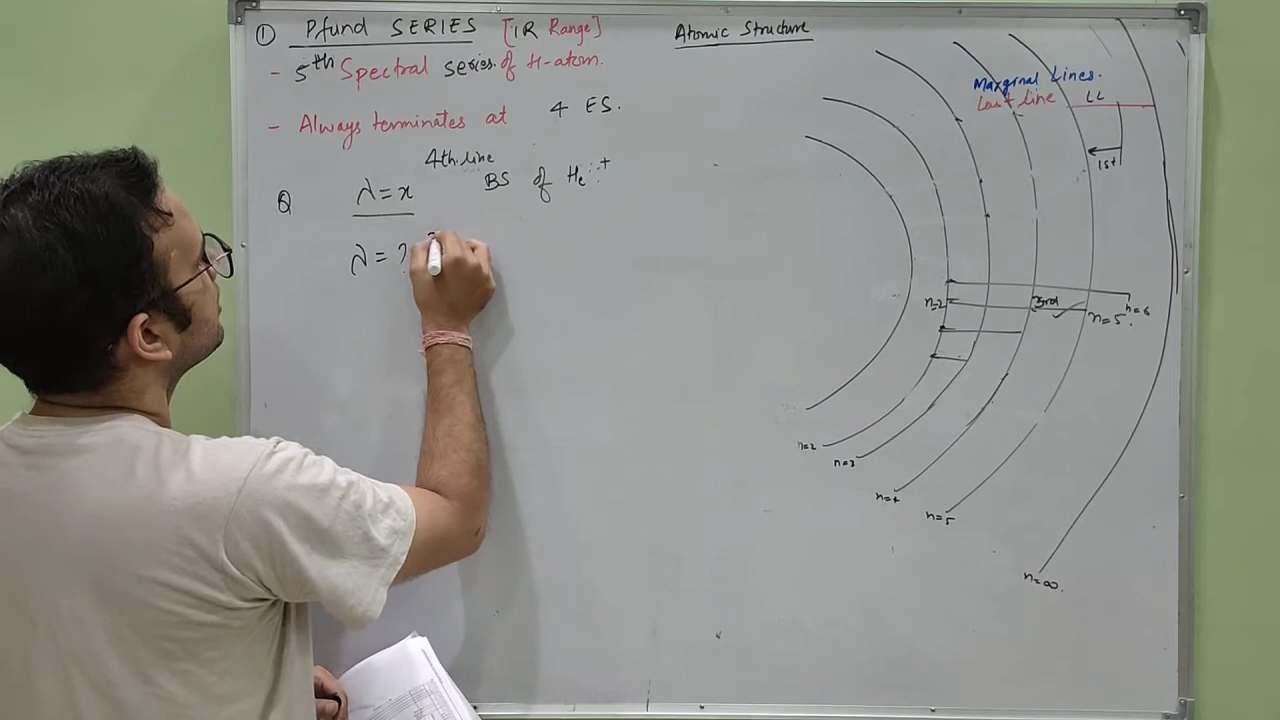 ① Pfund SERIES [IR Range]
Atomic Structure
- 5th Spectral series of H-atom.
- Always terminates at 4 ES.
4th line
Q λ = x BS of He+
λ = ?
Marginal Lines.
Last line LL
1st
n=2 3rd n=5. n=6
n=2
n=3
n=4
n=5
n=∞.